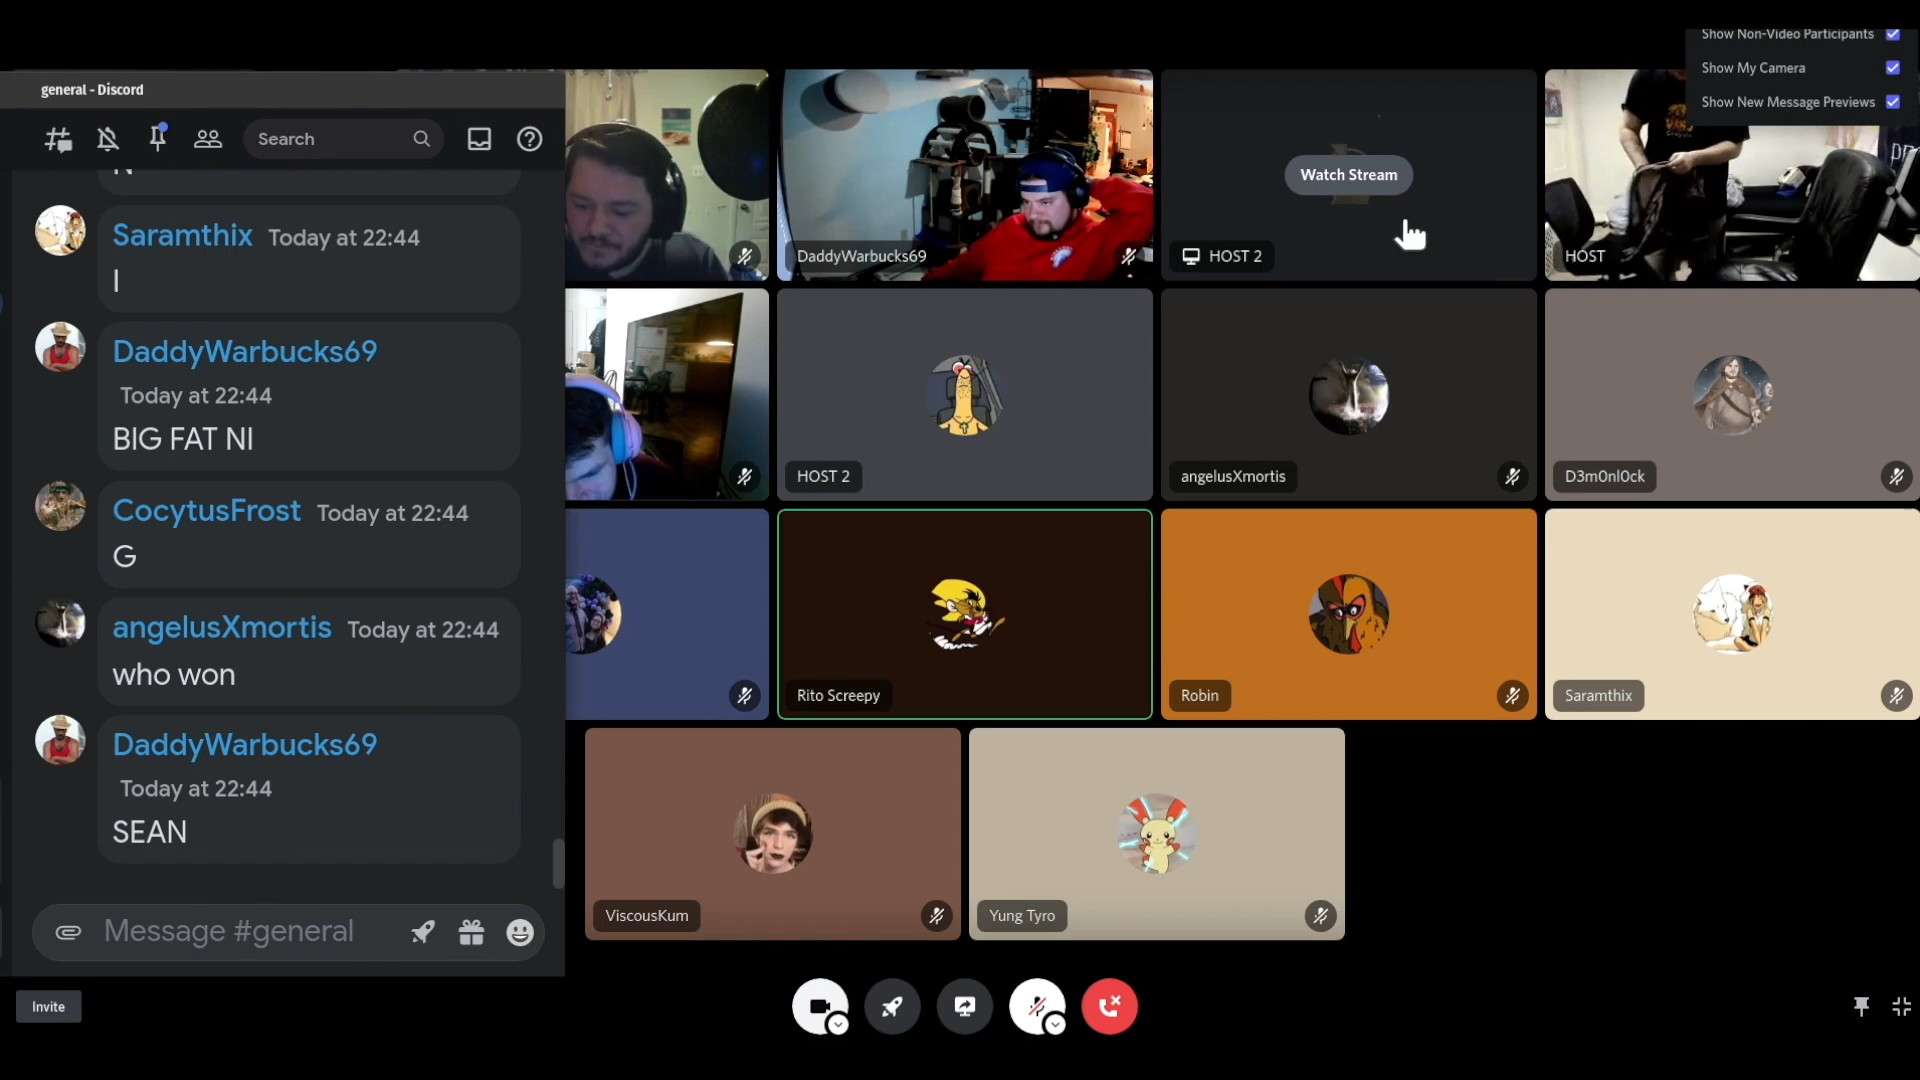 Show Non-Video Participants
Show My Camera
Show New Message Previews
general - Discord
Search
N
Saramthix Today at 22:44
I
DaddyWarbucks69
Today at 22:44
BIG FAT NI
CocytusFrost Today at 22:44
G
angelusXmortis Today at 22:44
who won
DaddyWarbucks69
Today at 22:44
SEAN
Message #general
Invite
DaddyWarbucks69
Watch Stream
HOST 2
HOST
HOST 2
angelusXmortis
D3m0nl0ck
Rito Screepy
Robin
Saramthix
ViscousKum
Yung Tyro